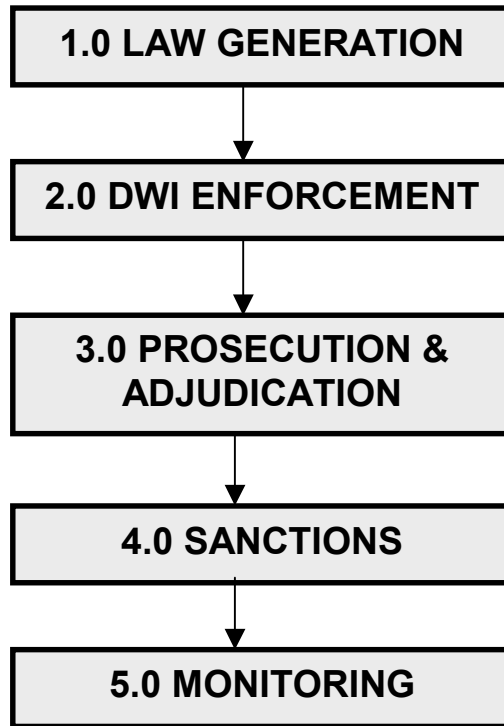 1.0 LAW GENERATION
2.0 DWI ENFORCEMENT
3.0 PROSECUTION &
ADJUDICATION
4.0 SANCTIONS
5.0 MONITORING